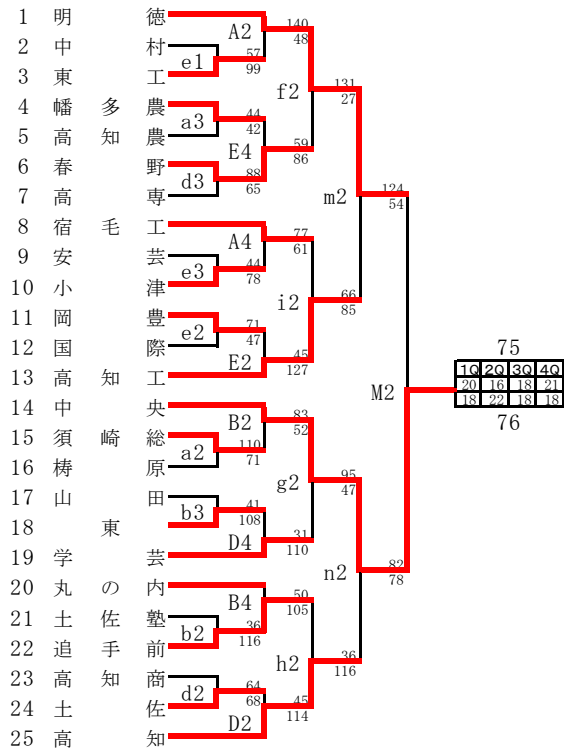 1 明 徳
2 中 村
3 東 工
4 幡 多 農
5 高 知 農
6 春 野
7 高 専
8 宿 毛 工
9 安 芸
10 小 津
11 岡 豊
12 国 際
13 高 知 工
14 中 央
15 須 崎 総
16 梼 原
17 山 田
18 東
19 学 芸
20 丸 の 内
21 土 佐 塾
22 追 手 前
23 高 知 商
24 土 佐
25 高 知
e1
a3
d3
e3
e2
a2
b3
b2
d2
A2
57
99
44
42
E4
88
65
A4
44
78
71
47
E2
B2
110
71
41
108
D4
B4
36
116
64
68
D2
140
48
f2
59
86
77
61
i2
45
127
83
52
g2
31
110
50
105
h2
45
114
131
27
m2
66
85
95
47
n2
36
116
124
54
M2
82
78
75
1Q 2Q 3Q 4Q
20 16 18 21
18 22 18 18
76